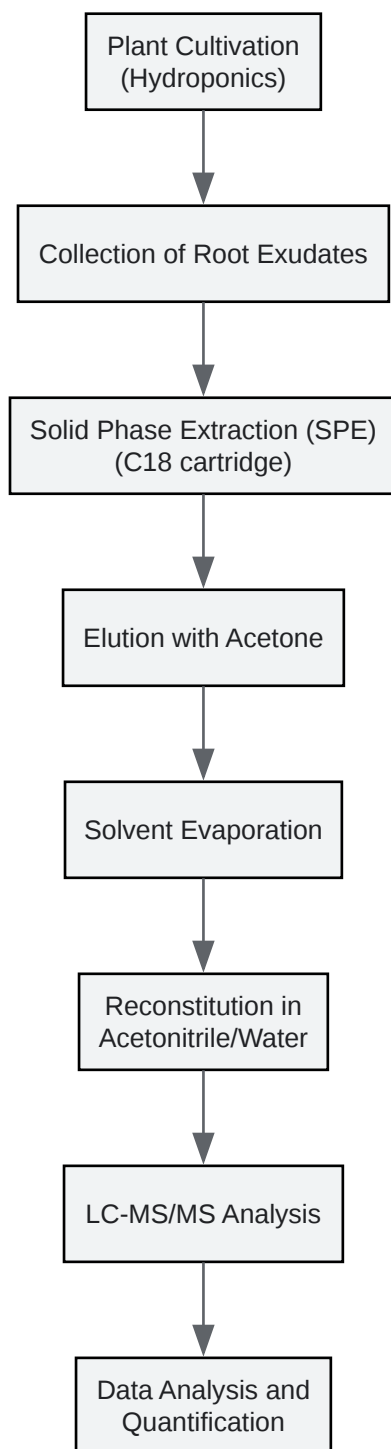 Plant Cultivation
(Hydroponics)
Collection of Root Exudates
Solid Phase Extraction (SPE)
(C18 cartridge)
Elution with Acetone
Solvent Evaporation
Reconstitution in
Acetonitrile/Water
LC-MS/MS Analysis
Data Analysis and
Quantification